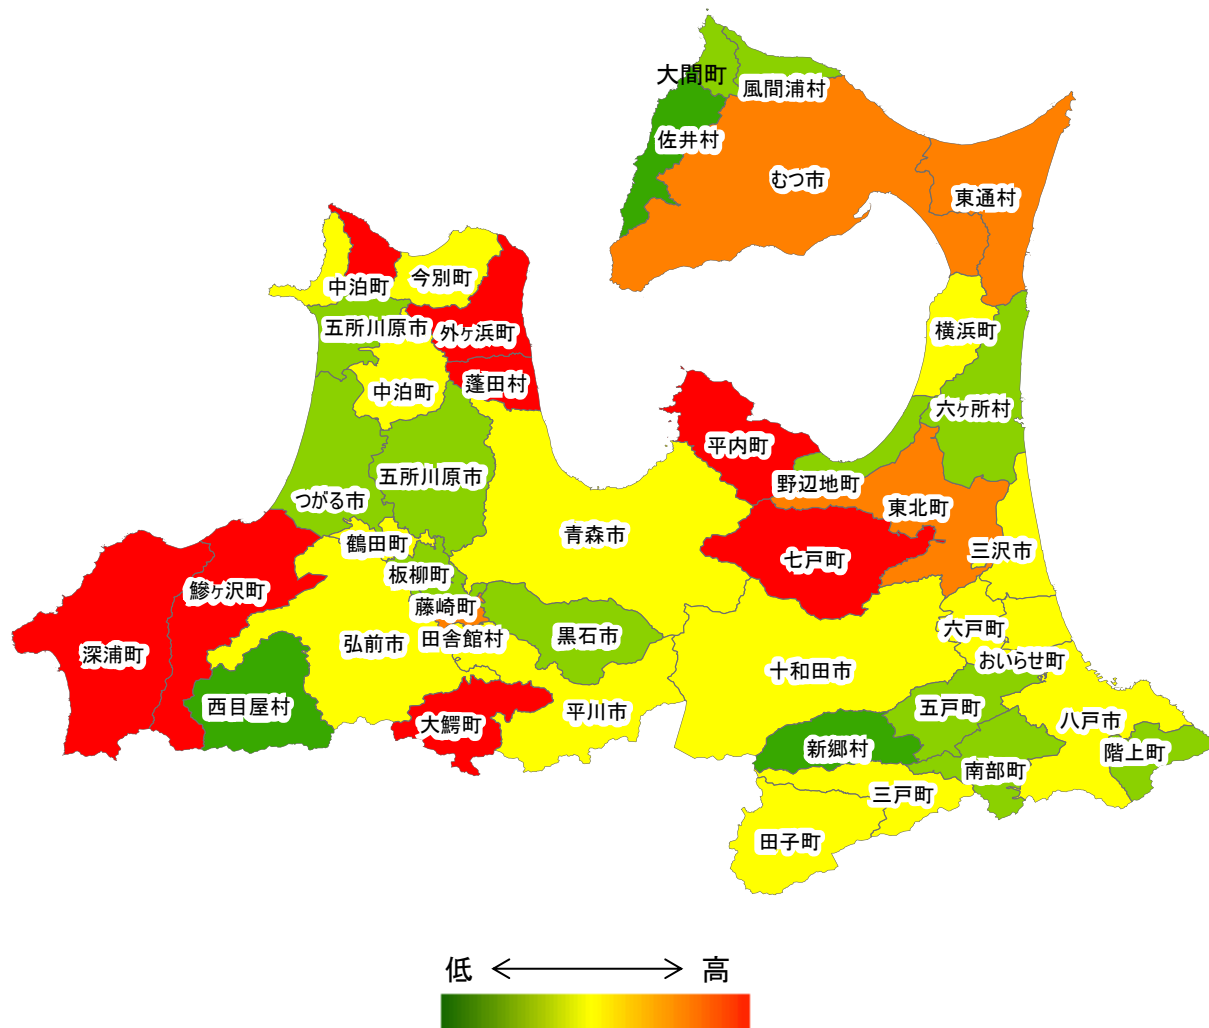 大間町
風間浦村
佐井村
むつ市
東通村
中泊町
今別町
五所川原市
外ヶ浜町
横浜町
中泊町
蓬田村
六ヶ所村
平内町
五所川原市
野辺地町
つがる市
東北町
青森市
鶴田町
三沢市
七戸町
板柳町
鰺ヶ沢町
藤崎町
六戸町
田舎館村
黒石市
弘前市
深浦町
おいらせ町
十和田市
西目屋村
五戸町
平川市
八戸市
大鰐町
新郷村
階上町
南部町
三戸町
田子町
低 高